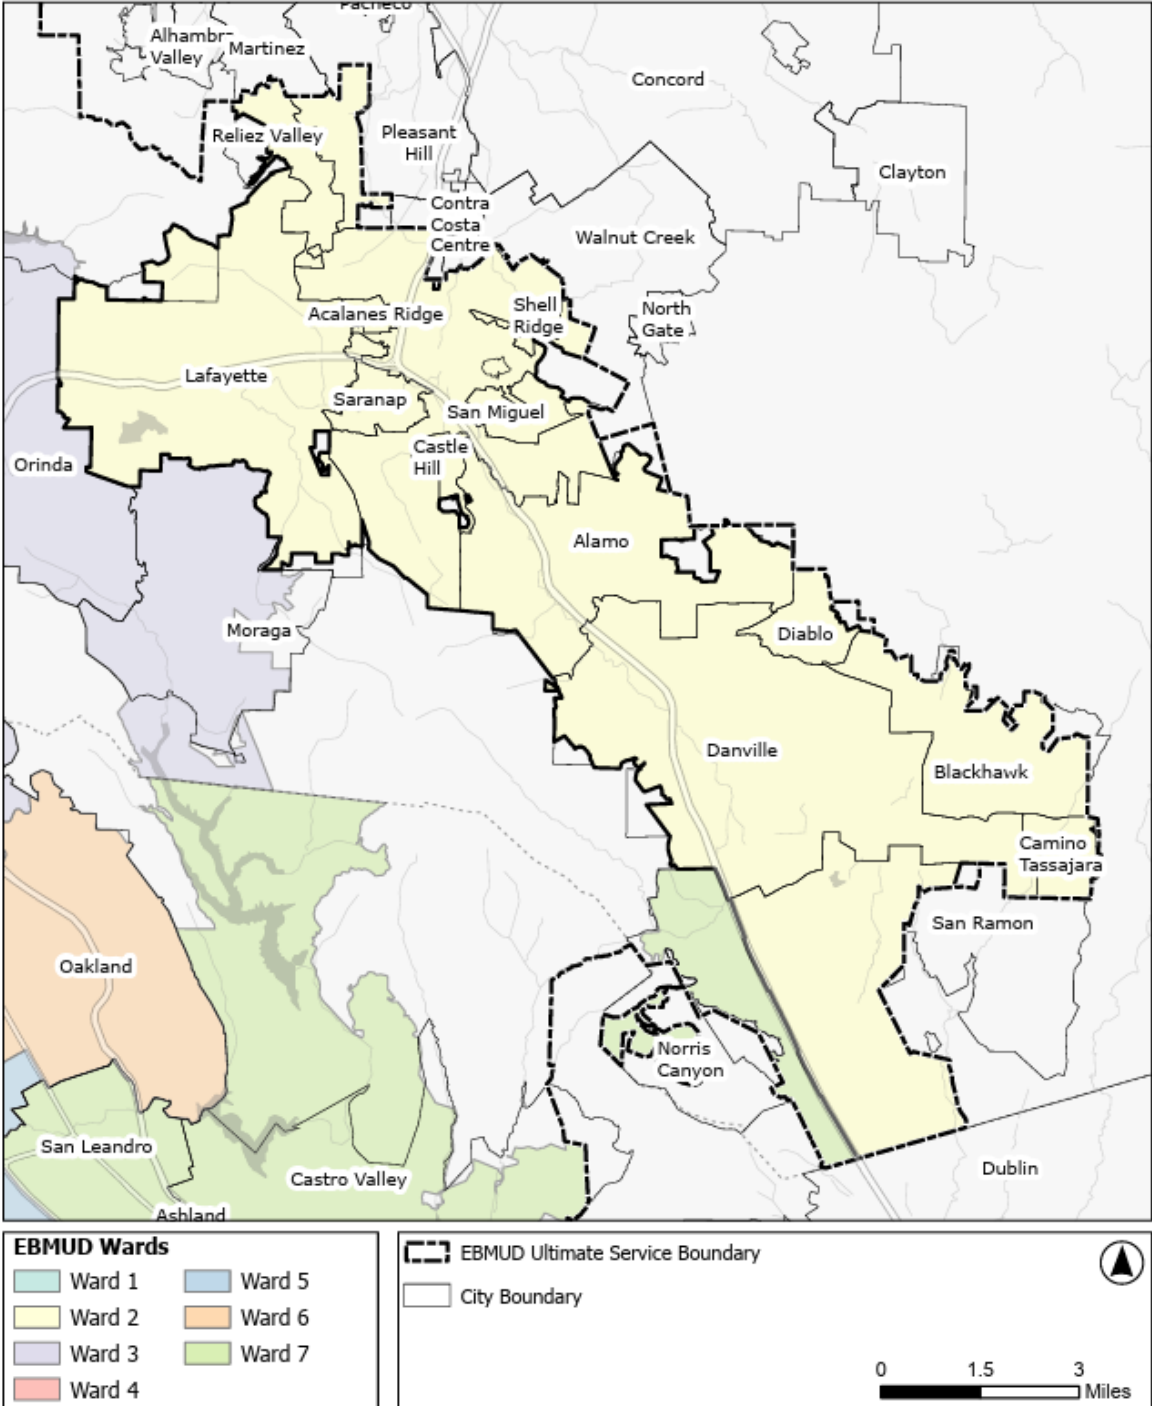 Pacheco
Alhambra
Valley
Martinez
Concord
Reliez Valley
Pleasant
Hill
Clayton
Contra
Costa
Centre
Walnut Creek
Acalanes Ridge
Shell
Ridge
North
Gate
Lafayette
Saranap
San Miguel
Orinda
Castle
Hill
Alamo
Moraga
Diablo
Danville
Blackhawk
Camino
Tassajara
San Ramon
Oakland
Norris
Canyon
San Leandro
Castro Valley
Dublin
Ashland
EBMUD Wards
Ward 1
Ward 2
Ward 3
Ward 4
Ward 5
Ward 6
Ward 7
EBMUD Ultimate Service Boundary
City Boundary
0 1.5 3
Miles